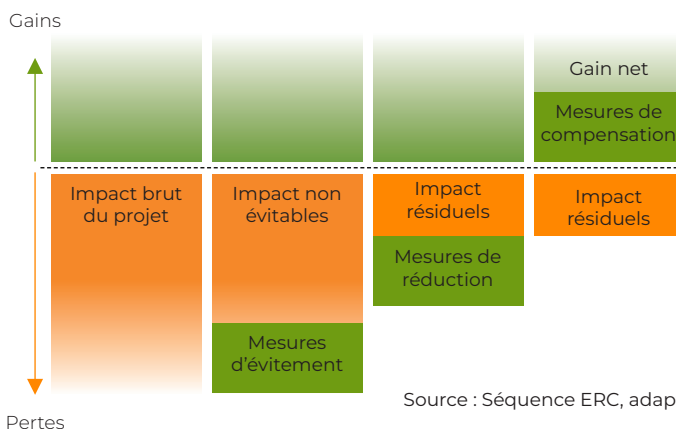 Gains
Gain net
Mesures de
compensation
Impact brut
du projet
Impact non
évitables
Impact
résiduels
Impact
résiduels
Mesures de
réduction
Mesures
d'évitement
Source : Séquence ERC, adap
Pertes